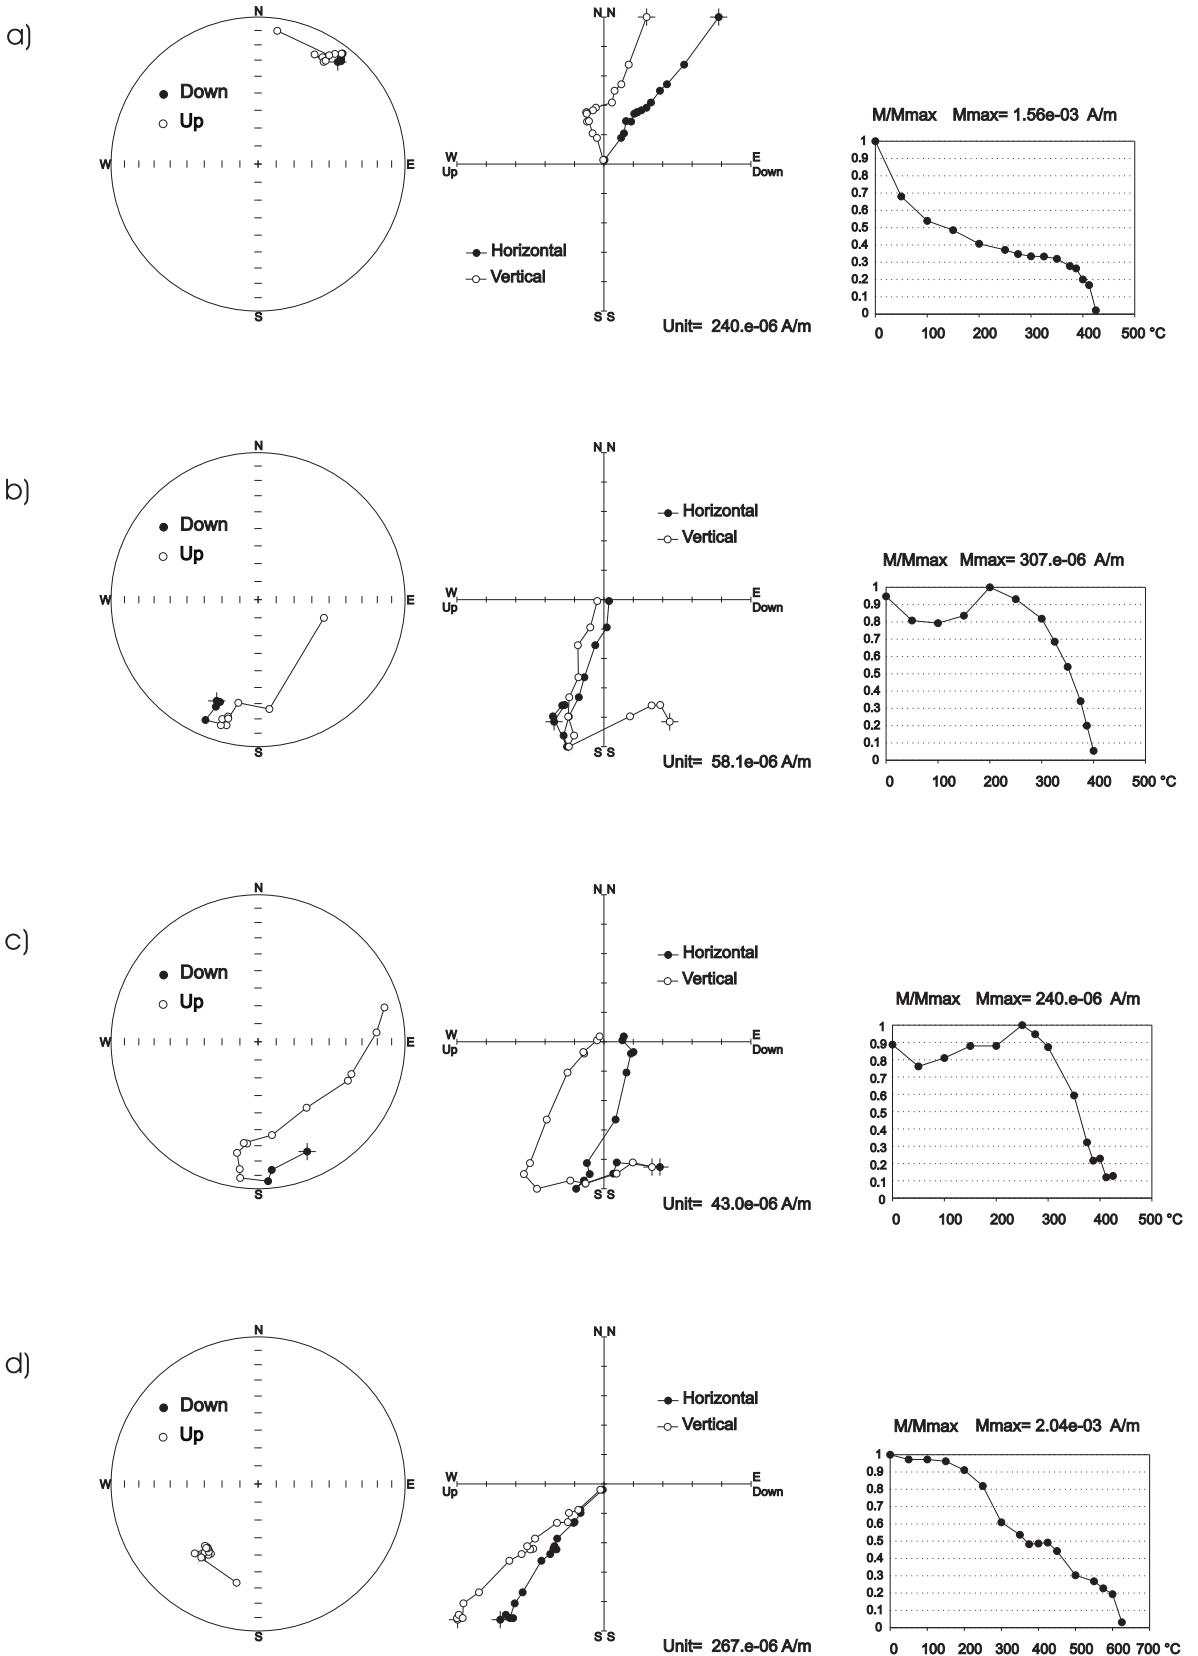 a)
N
Down
Up
W
E
S
N N
W
Up
E
Down
Horizontal
Vertical
S S
Unit= 240.e-06 A/m
M/Mmax Mmax= 1.56e-03 A/m
1
0.9
0.8
0.7
0.6
0.5
0.4
0.3
0.2
0.1
0
0 100 200 300 400 500 °C
b)
N
Down
Up
W
E
S
N N
Horizontal
Vertical
W
Up
E
Down
S S
Unit= 58.1e-06 A/m
M/Mmax Mmax= 307.e-06 A/m
1
0.9
0.8
0.7
0.6
0.5
0.4
0.3
0.2
0.1
0
0 100 200 300 400 500 °C
c)
N
Down
Up
W
E
S
N N
Horizontal
Vertical
W
Up
E
Down
S S
Unit= 43.0e-06 A/m
M/Mmax Mmax= 240.e-06 A/m
1
0.9
0.8
0.7
0.6
0.5
0.4
0.3
0.2
0.1
0
0 100 200 300 400 500 °C
d)
N
Down
Up
W
E
S
N N
Horizontal
Vertical
W
Up
E
Down
S S
Unit= 267.e-06 A/m
M/Mmax Mmax= 2.04e-03 A/m
1
0.9
0.8
0.7
0.6
0.5
0.4
0.3
0.2
0.1
0
0 100 200 300 400 500 600 700 °C